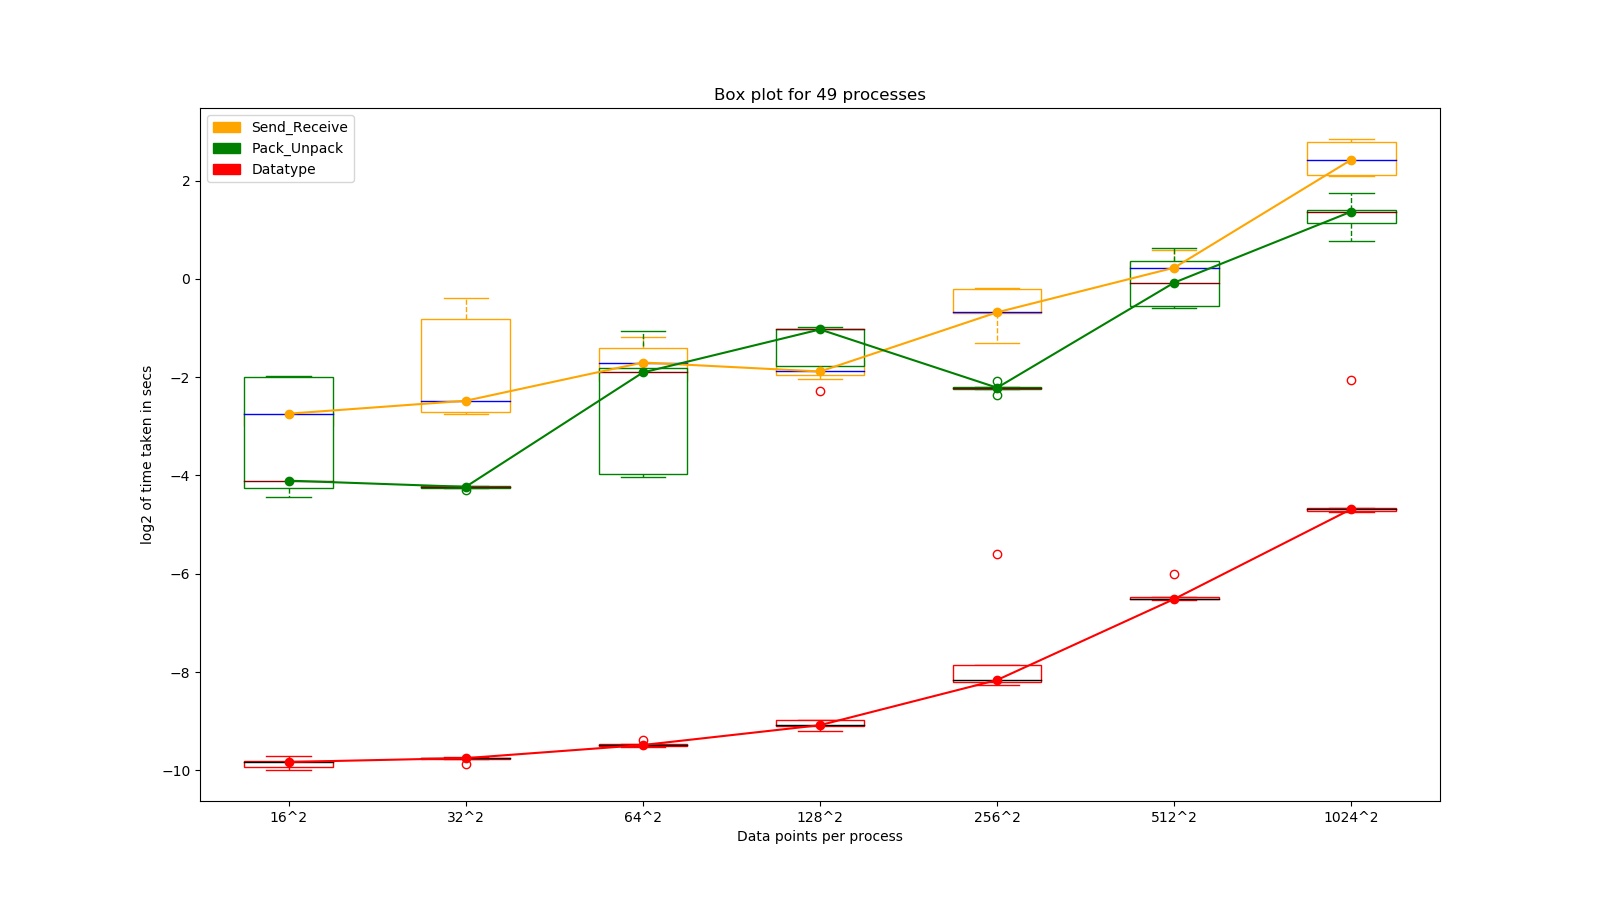 Box plot for 49 processes
Send_Receive
Pack_Unpack
Datatype
2
0
−2
−4
−6
−8
−10
log2 of time taken in secs
16^2 32^2 64^2 128^2 256^2 512^2 1024^2
Data points per process